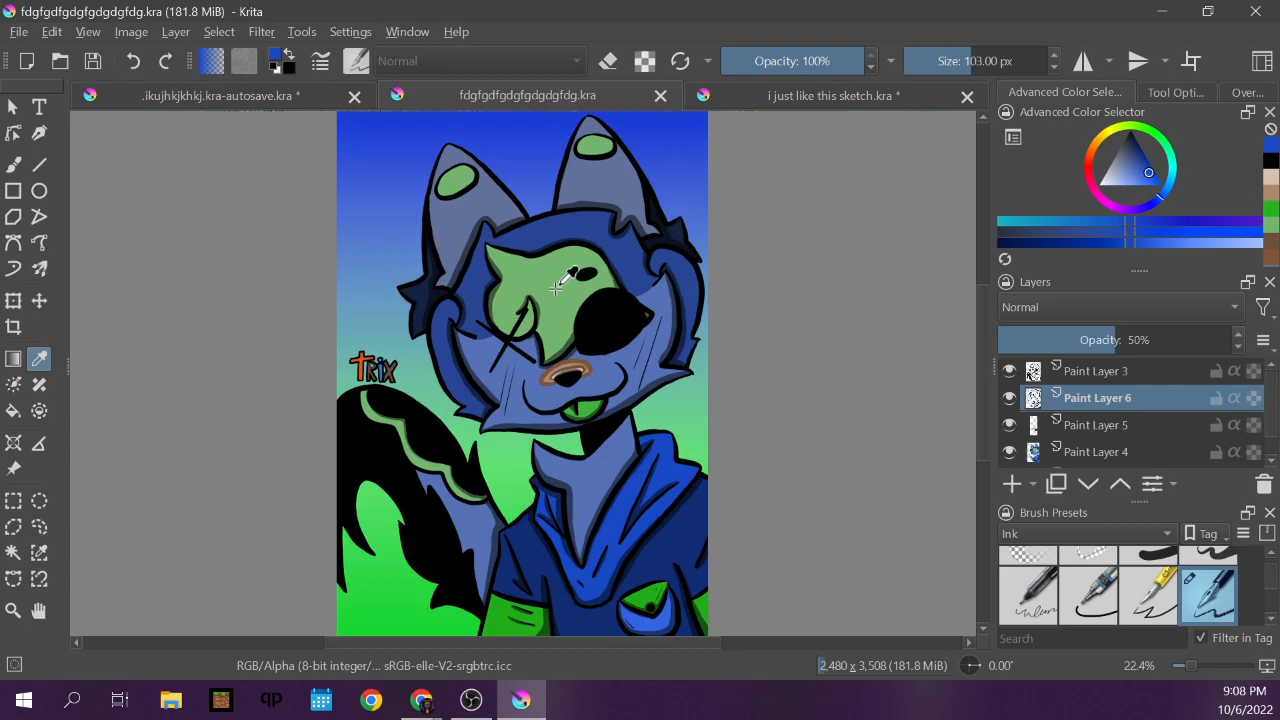 fdgfgdfgdgfgdgdgfdg.kra (181.8 MiB) - Krita
File Edit View Image Layer Select Filter Tools Settings Window Help
Normal Opacity: 100% Size: 103.00 px
.ikujhkjkhkj.kra-autosave.kra * fdgfgdfgdgfgdgdgfdg.kra i just like this sketch.kra *
Advanced Color Sele... Tool Opti... Over...
Advanced Color Selector
Layers
Normal
Opacity: 50%
Paint Layer 3
Paint Layer 6
Paint Layer 5
Paint Layer 4
Brush Presets
Ink Tag
Search Filter in Tag
TRiX
RGB/Alpha (8-bit integer/... sRGB-elle-V2-srgbtrc.icc 2,480 x 3,508 (181.8 MiB) 0.00° 22.4%
qp
9:08 PM
10/6/2022